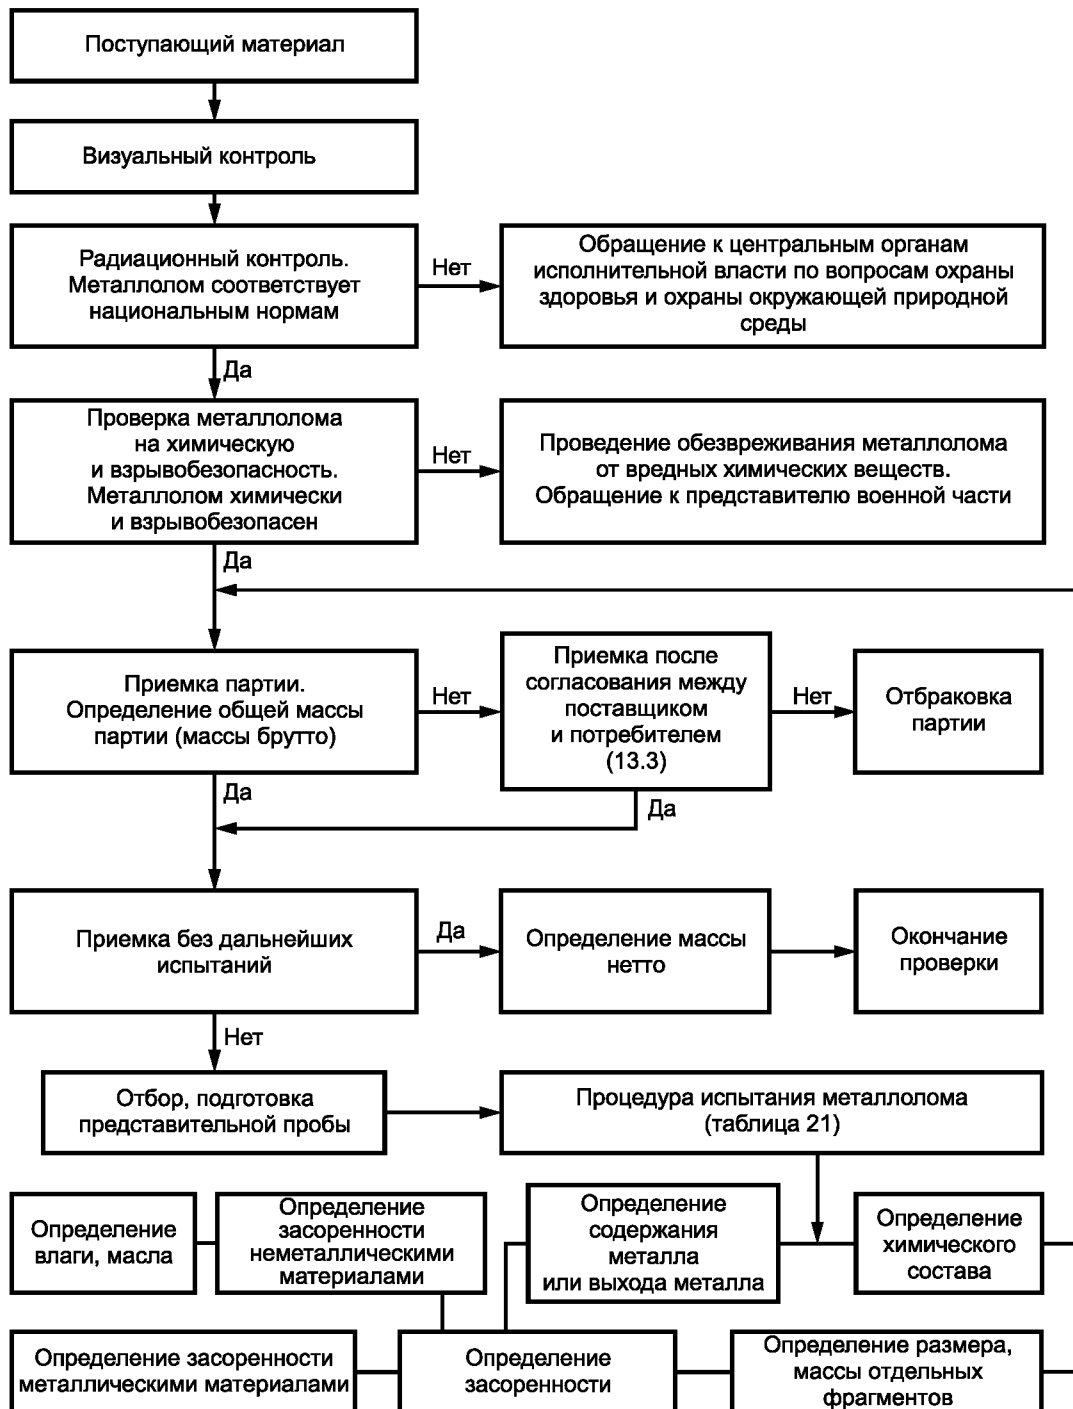 Поступающий материал
Визуальный контроль
Радиационный контроль.
Металлолом соответствует
национальным нормам
Нет
Обращение к центральным органам
исполнительной власти по вопросам охраны
здоровья и охраны окружающей природной
среды
Да
Проверка металлолома
на химическую
и взрывобезопасность.
Металлолом химически
и взрывобезопасен
Нет
Проведение обезвреживания металлолома
от вредных химических веществ.
Обращение к представителю военной части
Да
Приемка партии.
Определение общей массы
партии (массы брутто)
Нет
Приемка после
согласования между
поставщиком
и потребителем
(13.3)
Нет
Отбраковка
партии
Да
Да
Приемка без дальнейших
испытаний
Да
Определение массы
нетто
Окончание
проверки
Нет
Отбор, подготовка
представительной пробы
Процедура испытания металлолома
(таблица 21)
Определение
влаги, масла
Определение
засоренности
неметаллическими
материалами
Определение
содержания
металла
или выхода металла
Определение
химического
состава
Определение засоренности
металлическими материалами
Определение
засоренности
Определение размера,
массы отдельных
фрагментов